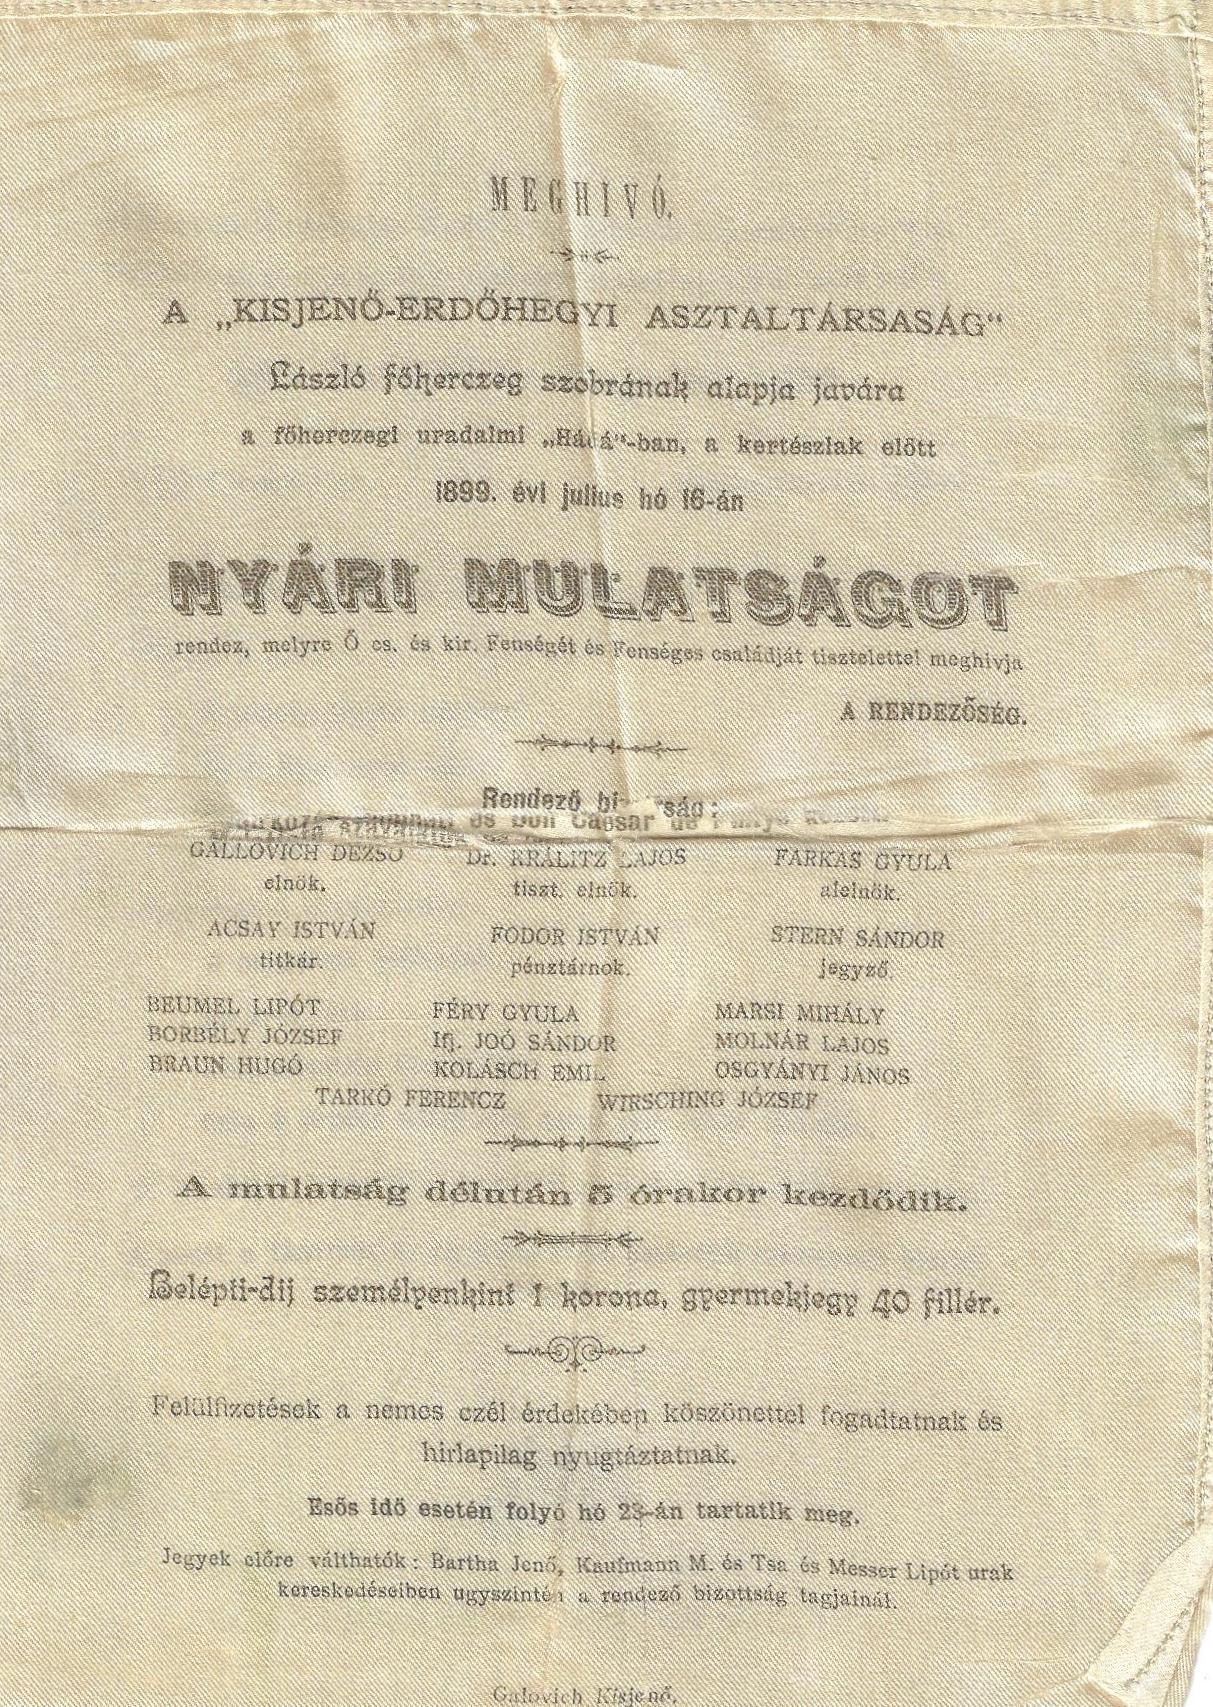 MEGHIVÓ.
A „KISJENŐ-ERDŐHEGYI ASZTALTÁRSASÁG“
László főherczeg szobrának alapja javára
a főherczegi uradalmi -ban, a kertészlak előtt
1899. évi julius hó 16-án
NYÁRI MULATSÁGOT
rendez, melyre Ő cs. és kir. Fenségét és Fenséges családját tisztelettel meghivja
A RENDEZŐSÉG.
Rendező
és Don Caesar de
GALLOVICH DEZSŐ Dr. KRÁLITZ LAJOS FARKAS GYULA
elnök. tiszt. elnök. alelnök.
ACSAY ISTVÁN FODOR ISTVÁN STERN SÁNDOR
titkár. pénztárnok. jegyző.
BEUMEL LIPÓT FÉRY GYULA MARSI MIHÁLY
BORBÉLY JÓZSEF Ifj. JOÓ SÁNDOR MOLNÁR LAJOS
BRAUN HUGÓ KOLÁSCH EMIL OSGYÁNYI JÁNOS
TARKÓ FERENCZ WIRSCHING JÓZSEF
A mulatság délután 5 órakor kezdődik.
Belépti-dij személyenkint 1 korona, gyermekjegy 40 fillér.
Felülfizetések a nemes czél érdekében köszönettel fogadtatnak és
hirlapilag nyugtáztatnak.
Esős idő esetén folyó hó 23-án tartatik meg.
Jegyek előre válthatók: Bartha Jenő, Kaufmann M. és Tsa és Messer Lipót urak
kereskedéseiben ugyszintén a rendező bizottság tagjainál.
Galovich Kisjenő.